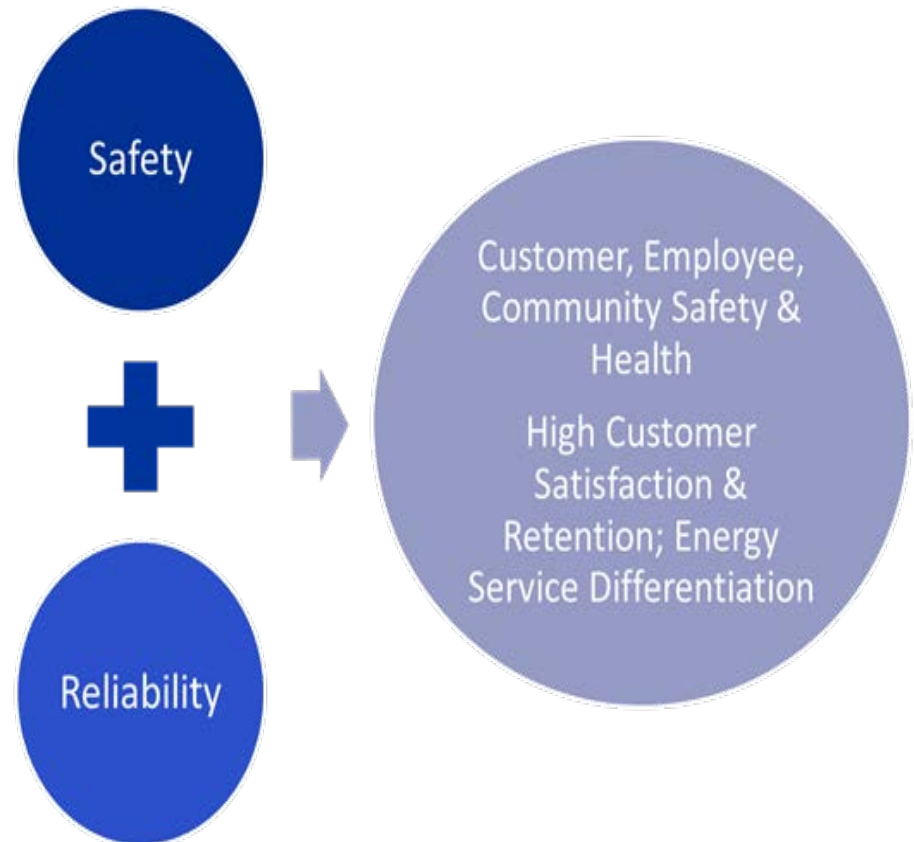 Safety
Reliability
Customer, Employee,
Community Safety &
Health
High Customer
Satisfaction &
Retention; Energy
Service Differentiation